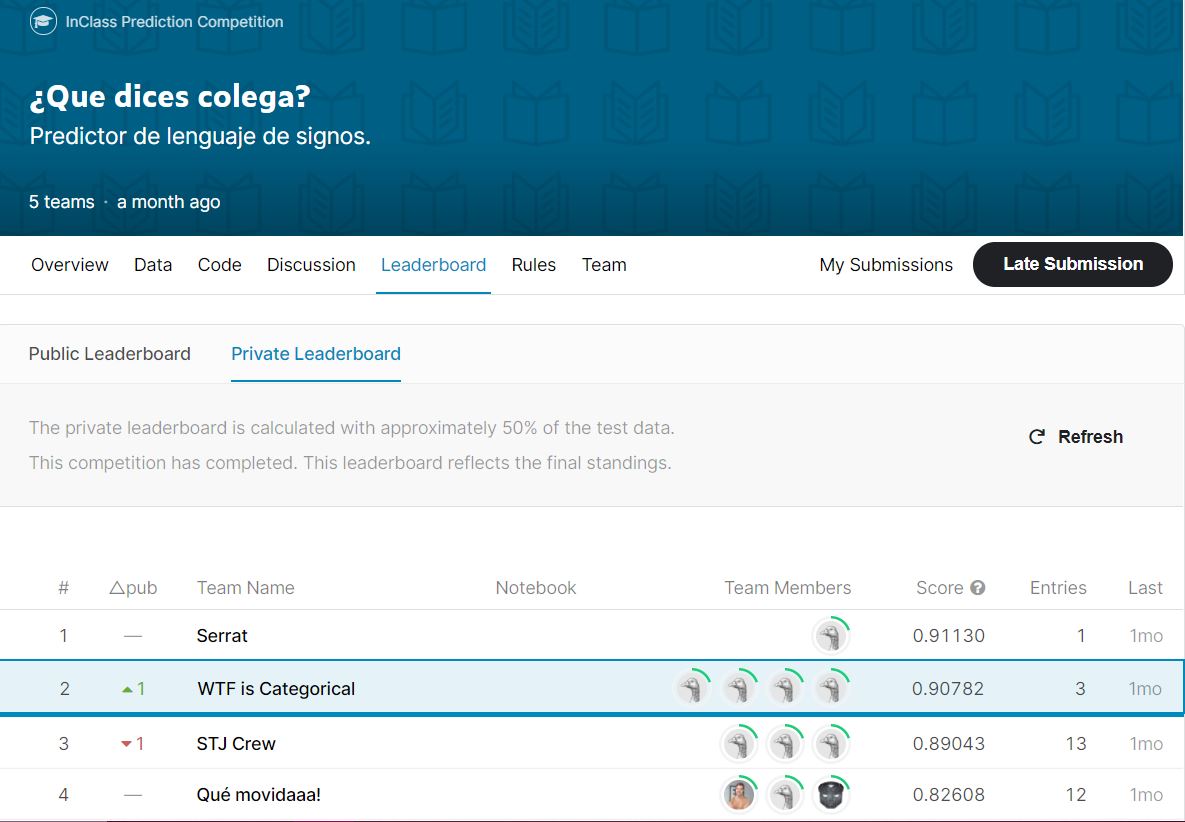 InClass Prediction Competition
¿Que dices colega?
Predictor de lenguaje de signos.
5 teams · a month ago
Overview Data Code Discussion Leaderboard Rules Team My Submissions Late Submission
Public Leaderboard Private Leaderboard
The private leaderboard is calculated with approximately 50% of the test data.
This competition has completed. This leaderboard reflects the final standings.
Refresh
# △pub Team Name Notebook Team Members Score ? Entries Last
1 — Serrat 0.91130 1 1mo
2 ▲1 WTF is Categorical 0.90782 3 1mo
3 ▼1 STJ Crew 0.89043 13 1mo
4 — Qué movidaaa! 0.82608 12 1mo